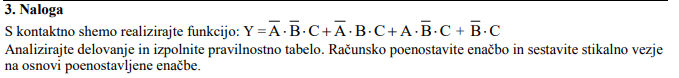 3. Naloga
S kontaktno shemo realizirajte funkcijo: Y = A̅ · B̅ · C + A̅ · B · C + A · B̅ · C + B̅ · C
Analizirajte delovanje in izpolnite pravilnostno tabelo. Računsko poenostavite enačbo in sestavite stikalno vezje
na osnovi poenostavljene enačbe.